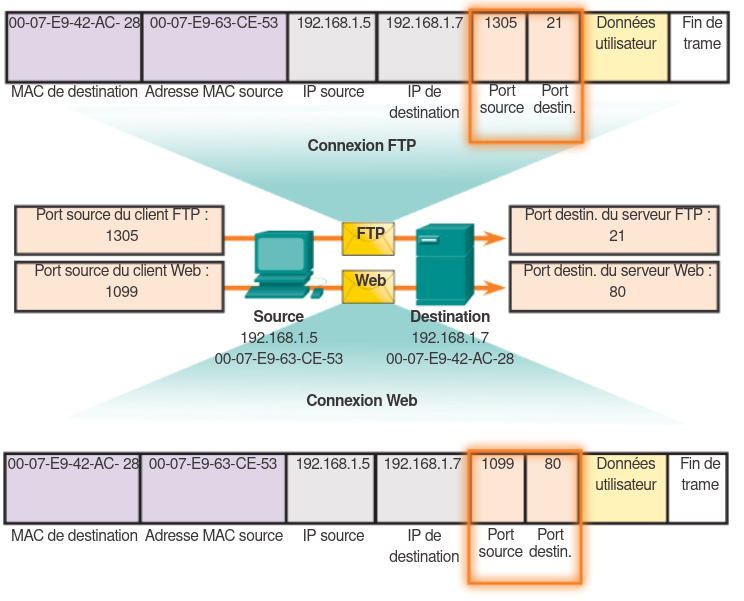 00-07-E9-42-AC- 28 00-07-E9-63-CE-53 192.168.1.5 192.168.1.7 1305 21 Données utilisateur Fin de trame
MAC de destination Adresse MAC source IP source IP de destination Port source Port destin.
Connexion FTP
Port source du client FTP :
1305
FTP
Port destin. du serveur FTP :
21
Port source du client Web :
1099
Web
Port destin. du serveur Web :
80
Source
192.168.1.5
00-07-E9-63-CE-53
Destination
192.168.1.7
00-07-E9-42-AC-28
Connexion Web
00-07-E9-42-AC- 28 00-07-E9-63-CE-53 192.168.1.5 192.168.1.7 1099 80 Données utilisateur Fin de trame
MAC de destination Adresse MAC source IP source IP de destination Port source Port destin.